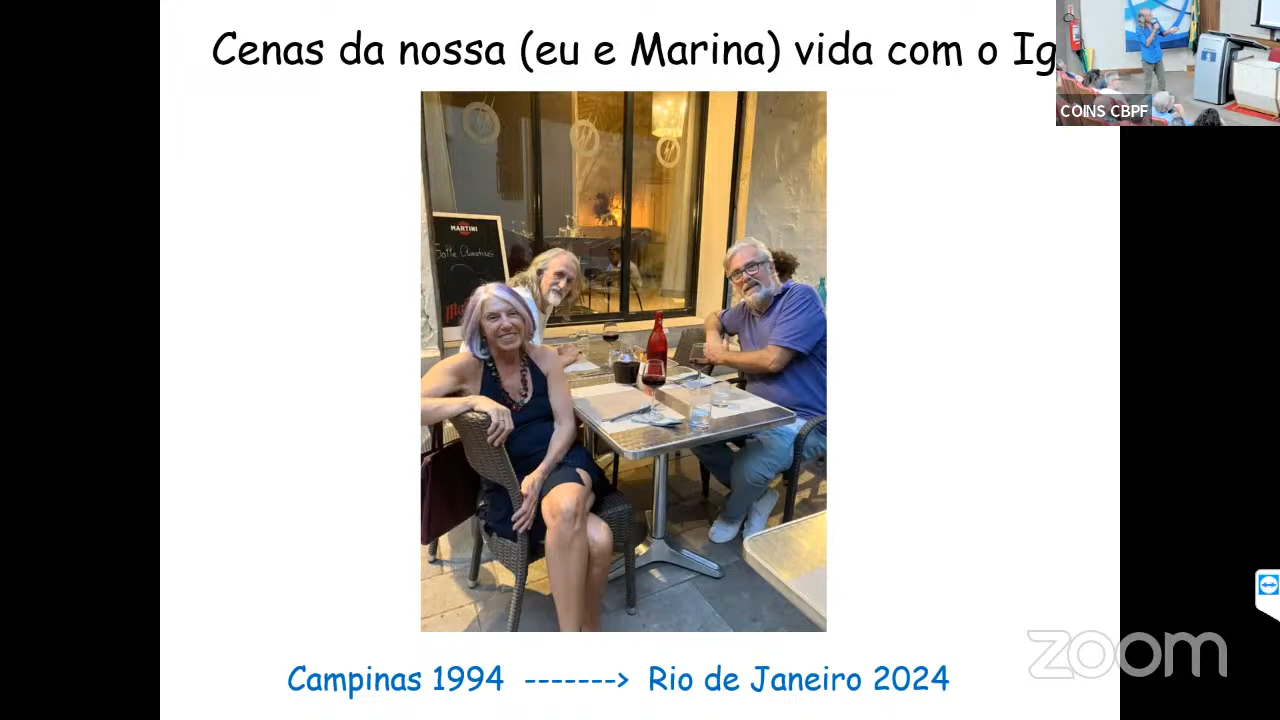 Cenas da nossa (eu e Marina) vida com o Ig
COINS CBPF
MARTINI
Campinas 1994 -------> Rio de Janeiro 2024
zoom